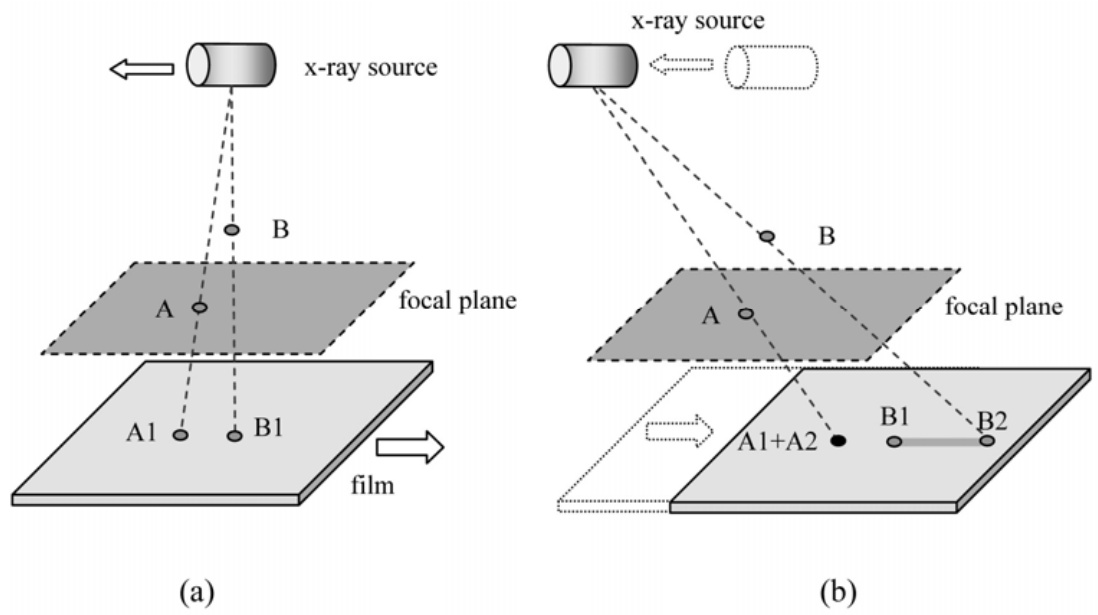 x-ray source
B
A
focal plane
A1
B1
film
(a)
x-ray source
B
A
focal plane
A1+A2
B1
B2
(b)